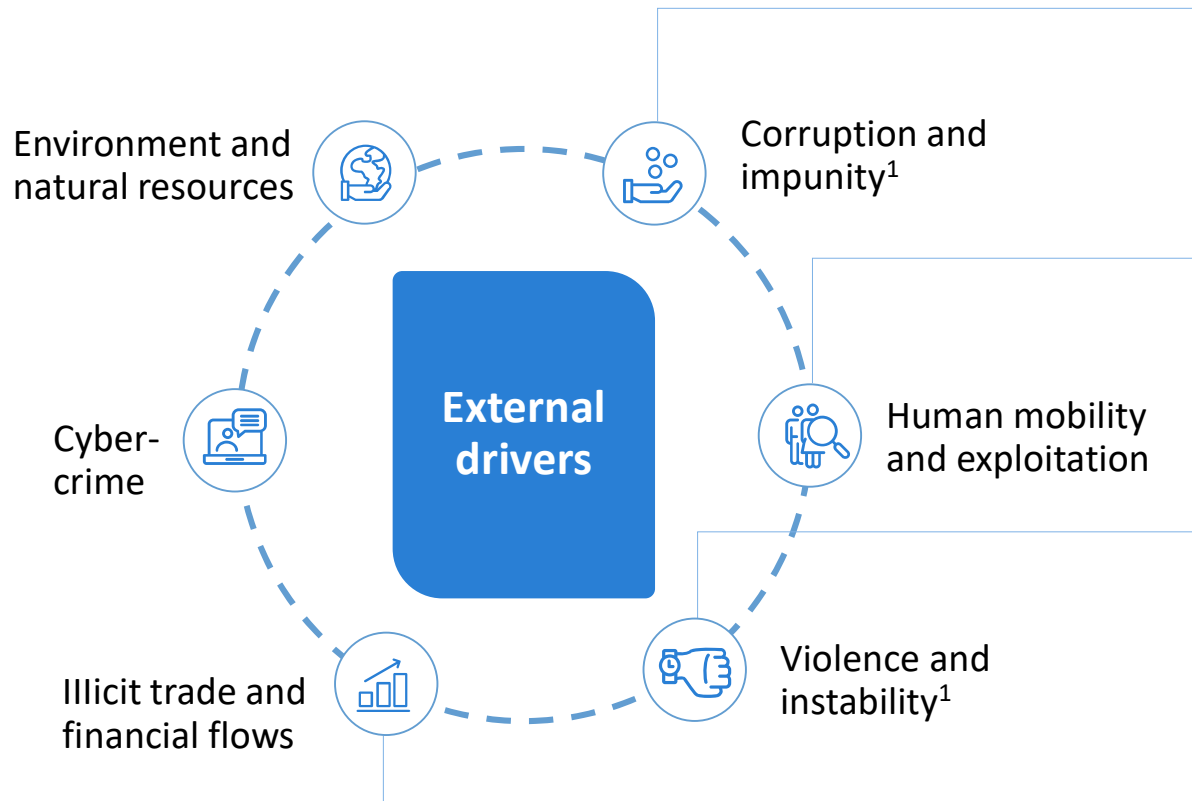 Environment and
natural resources
Corruption and
impunity¹
External
drivers
Human mobility
and exploitation
Cyber-
crime
Violence and
instability¹
IIlicit trade and
financial flows